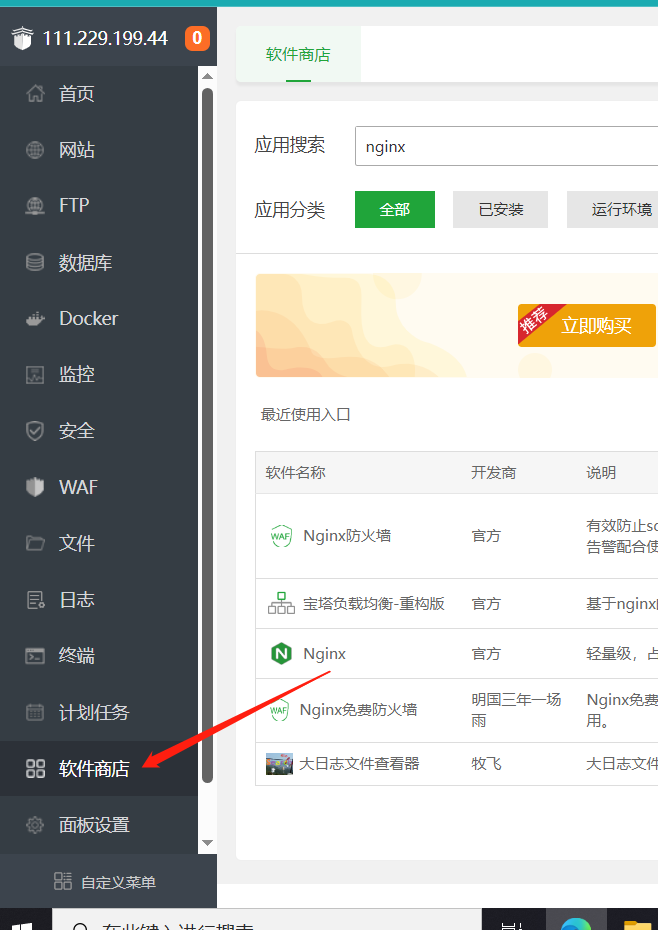 111.229.199.44 0
首页
网站
FTP
数据库
Docker
监控
安全
WAF
文件
日志
终端
计划任务
软件商店
面板设置
自定义菜单
软件商店
应用搜索 nginx
应用分类 全部 已安装 运行环境
推荐 立即购买
最近使用入口
软件名称 开发商 说明
WAF Nginx防火墙 官方 有效防止
告警配合使
宝塔负载均衡-重构版 官方 基于nginx
N Nginx 官方 轻量级，占
WAF Nginx免费防火墙 明国三年一场雨 Nginx免费
用。
大日志文件查看器 牧飞 大日志文件
在此键入进行搜索